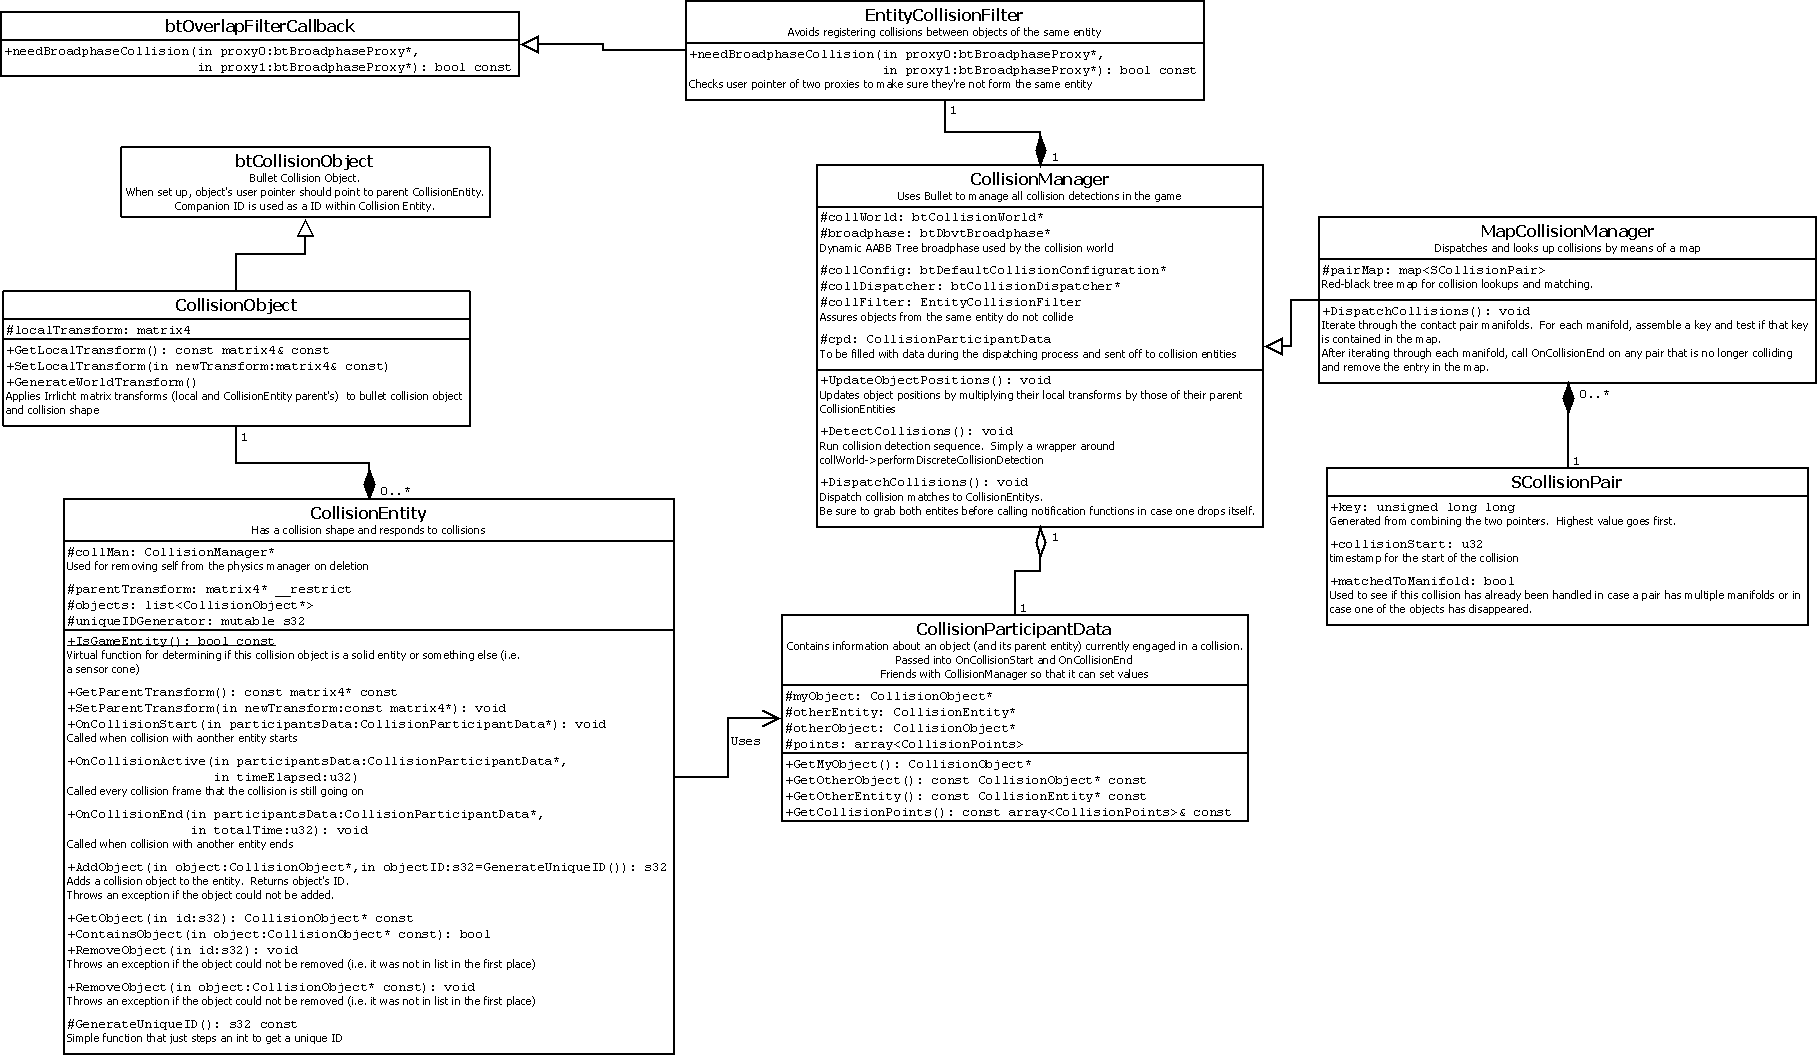 btOverlapFilterCallback
+needBroadphaseCollision(in proxy0:btBroadphaseProxy*,
in proxy1:btBroadphaseProxy*): bool const
EntityCollisionFilter
Avoids registering collisions between objects of the same entity
+needBroadphaseCollision(in proxy0:btBroadphaseProxy*,
in proxy1:btBroadphaseProxy*): bool const
Checks user pointer of two proxies to make sure they're not form the same entity
1
1
btCollisionObject
Bullet Collision Object.
When set up, object's user pointer should point to parent CollisionEntity.
Companion ID is used as a ID within Collision Entity.
CollisionObject
#localTransform: matrix4
+GetLocalTransform(): const matrix4& const
+SetLocalTransform(in newTransform:matrix4& const)
+GenerateWorldTransform()
Applies Irrlicht matrix transforms (local and CollisionEntity parent's)  to bullet collision object
and collision shape
1
0..*
CollisionEntity
Has a collision shape and responds to collisions
#collMan: CollisionManager*
Used for removing self from the physics manager on deletion
#parentTransform: matrix4* __restrict
#objects: list<CollisionObject*>
#uniqueIDGenerator: mutable s32
+IsGameEntity(): bool const
Virtual function for determining if this collision object is a solid entity or something else (i.e.
a sensor cone)
+GetParentTransform(): const matrix4* const
+SetParentTransform(in newTransform:const matrix4*): void
+OnCollisionStart(in participantsData:CollisionParticipantData*): void
Called when collision with aonther entity starts
+OnCollisionActive(in participantsData:CollisionParticipantData*,
in timeElapsed:u32)
Called every collision frame that the collision is still going on
+OnCollisionEnd(in participantsData:CollisionParticipantData*,
in totalTime:u32): void
Called when collision with another entity ends
+AddObject(in object:CollisionObject*,in objectID:s32=GenerateUniqueID()): s32
Adds a collision object to the entity.  Returns object's ID.
Throws an exception if the object could not be added.
+GetObject(in id:s32): CollisionObject* const
+ContainsObject(in object:CollisionObject* const): bool
+RemoveObject(in id:s32): void
Throws an exception if the object could not be removed (i.e. it was not in list in the first place)
+RemoveObject(in object:CollisionObject* const): void
Throws an exception if the object could not be removed (i.e. it was not in list in the first place)
#GenerateUniqueID(): s32 const
Simple function that just steps an int to get a unique ID
CollisionManager
Uses Bullet to manage all collision detections in the game
#collWorld: btCollisionWorld*
#broadphase: btDbvtBroadphase*
Dynamic AABB Tree broadphase used by the collision world
#collConfig: btDefaultCollisionConfiguration*
#collDispatcher: btCollisionDispatcher*
#collFilter: EntityCollisionFilter
Assures objects from the same entity do not collide
#cpd: CollisionParticipantData
To be filled with data during the dispatching process and sent off to collision entities
+UpdateObjectPositions(): void
Updates object positions by multiplying their local transforms by those of their parent
CollisionEntities
+DetectCollisions(): void
Run collision detection sequence.  Simply a wrapper around
collWorld->performDiscreteCollisionDetection
+DispatchCollisions(): void
Dispatch collision matches to CollisionEntitys.
Be sure to grab both entites before calling notification functions in case one drops itself.
1
1
Uses
CollisionParticipantData
Contains information about an object (and its parent entity) currently engaged in a collision.
Passed into OnCollisionStart and OnCollisionEnd
Friends with CollisionManager so that it can set values
#myObject: CollisionObject*
#otherEntity: CollisionEntity*
#otherObject: CollisionObject*
#points: array<CollisionPoints>
+GetMyObject(): CollisionObject*
+GetOtherObject(): const CollisionObject* const
+GetOtherEntity(): const CollisionEntity* const
+GetCollisionPoints(): const array<CollisionPoints>& const
MapCollisionManager
Dispatches and looks up collisions by means of a map
#pairMap: map<SCollisionPair>
Red-black tree map for collision lookups and matching.
+DispatchCollisions(): void
Iterate through the contact pair manifolds.  For each manifold, assemble a key and test if that key
is contained in the map.
After iterating through each manifold, call OnCollisionEnd on any pair that is no longer colliding
and remove the entry in the map.
0..*
1
SCollisionPair
+key: unsigned long long
Generated from combining the two pointers.  Highest value goes first.
+collisionStart: u32
timestamp for the start of the collision
+matchedToManifold: bool
Used to see if this collision has already been handled in case a pair has multiple manifolds or in
case one of the objects has disappeared.